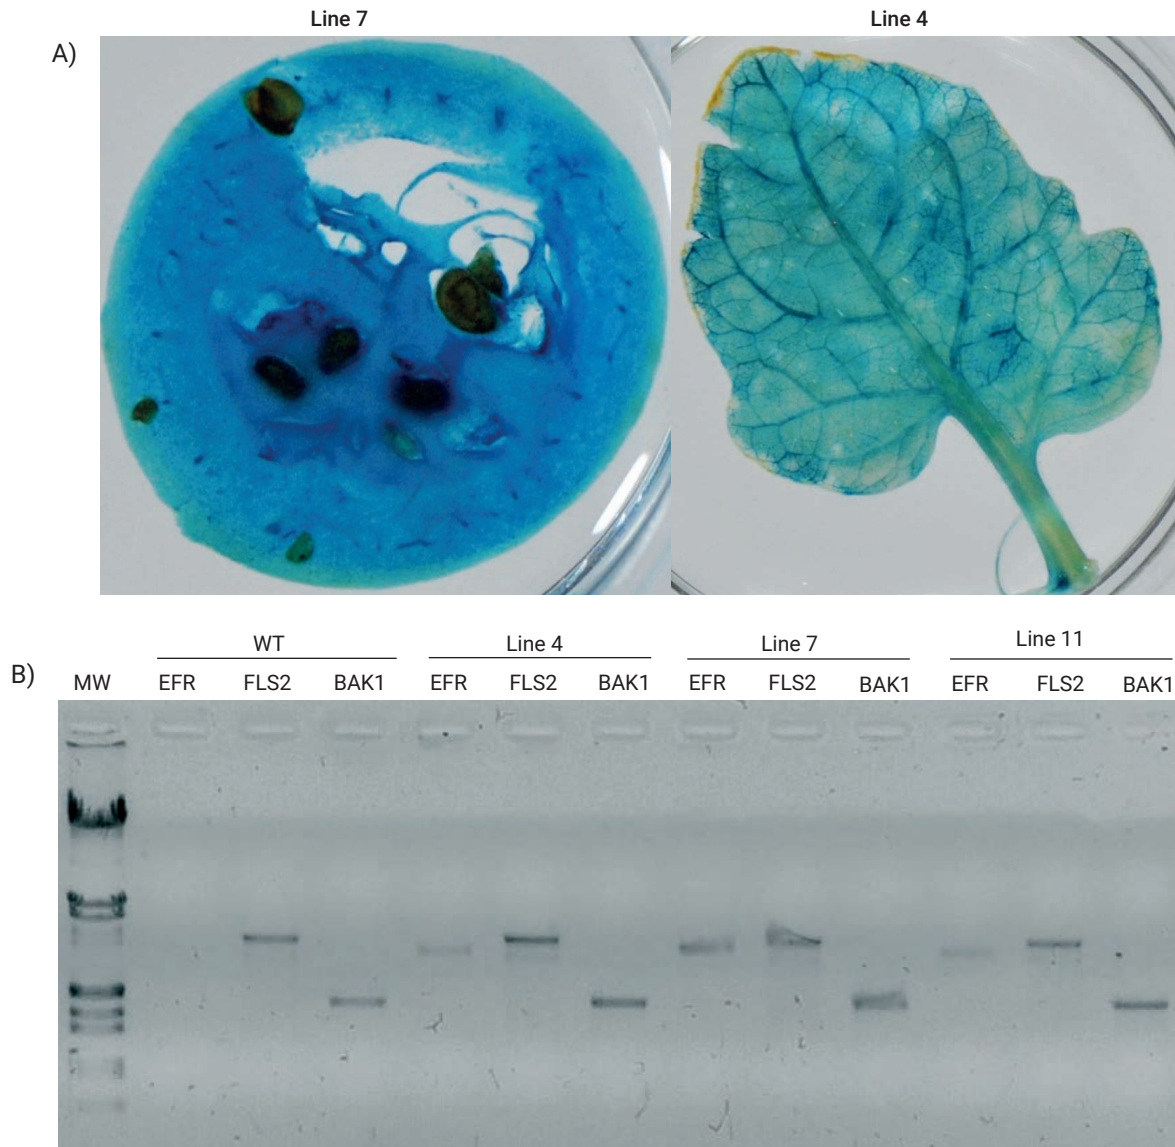 Line 7 Line 4
A)
WT Line 4 Line 7 Line 11
B)
MW EFR FLS2 BAK1 EFR FLS2 BAK1 EFR FLS2 BAK1 EFR FLS2 BAK1